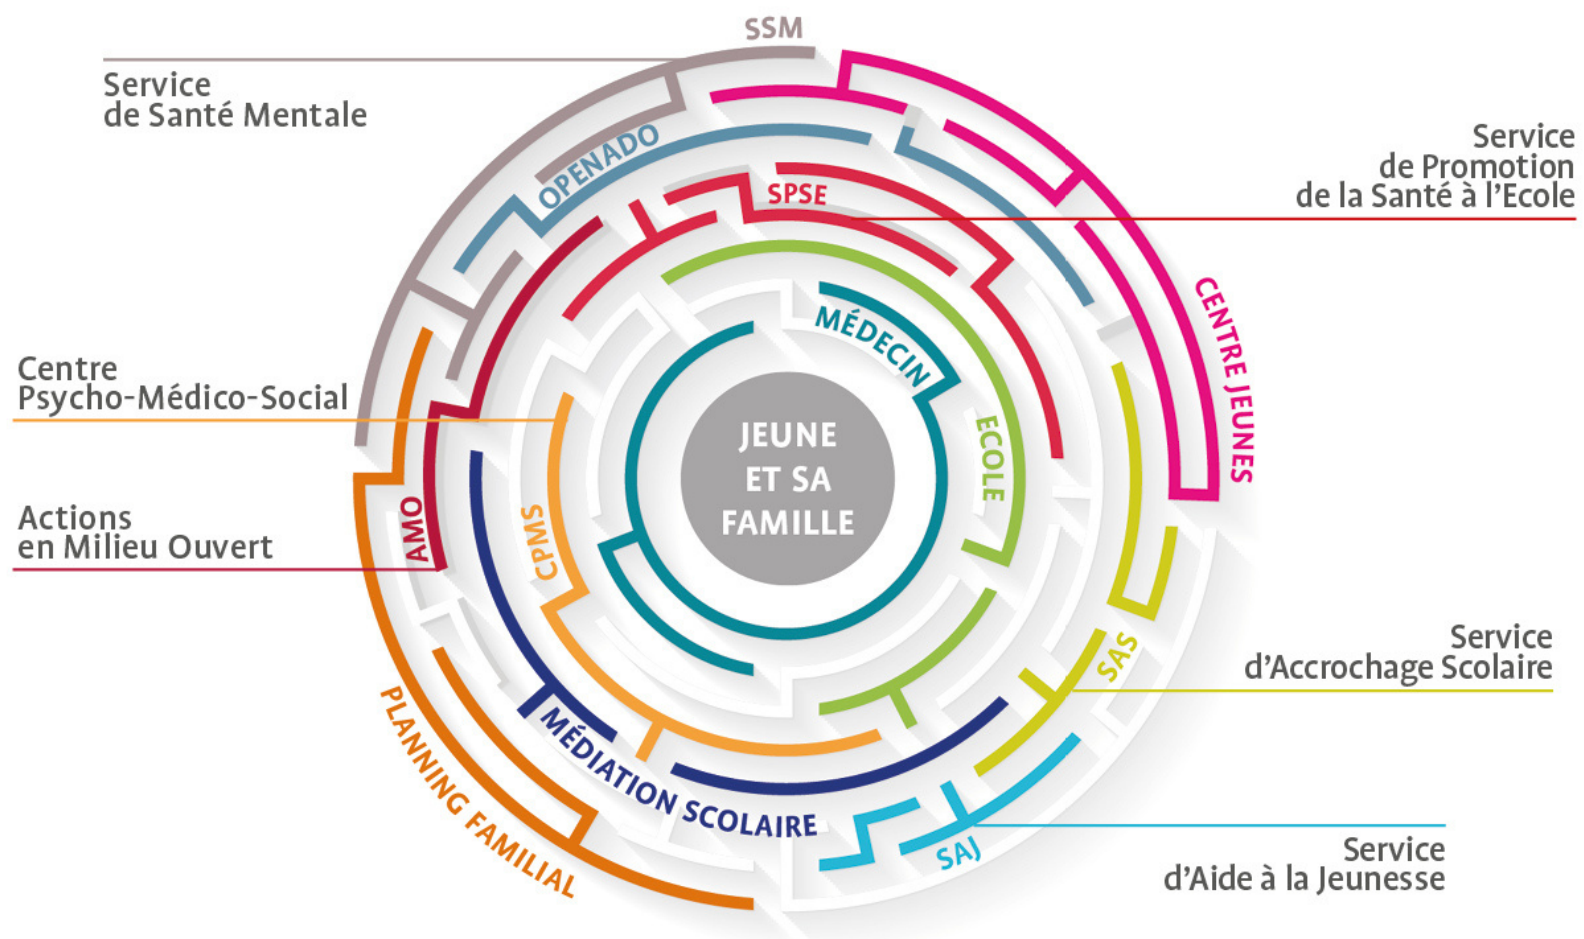 SSM
Service
de Santé Mentale
OPENADO
SPSE
Service
de Promotion
de la Santé à l'Ecole
CENTRE JEUNES
MÉDECIN
Centre
Psycho-Médico-Social
JEUNE
ET SA
FAMILLE
ECOLE
Actions
en Milieu Ouvert
AMO
CPMS
Service
d'Accrochage Scolaire
SAS
PLANNING FAMILIAL
MÉDIATION SCOLAIRE
SAJ
Service
d'Aide à la Jeunesse